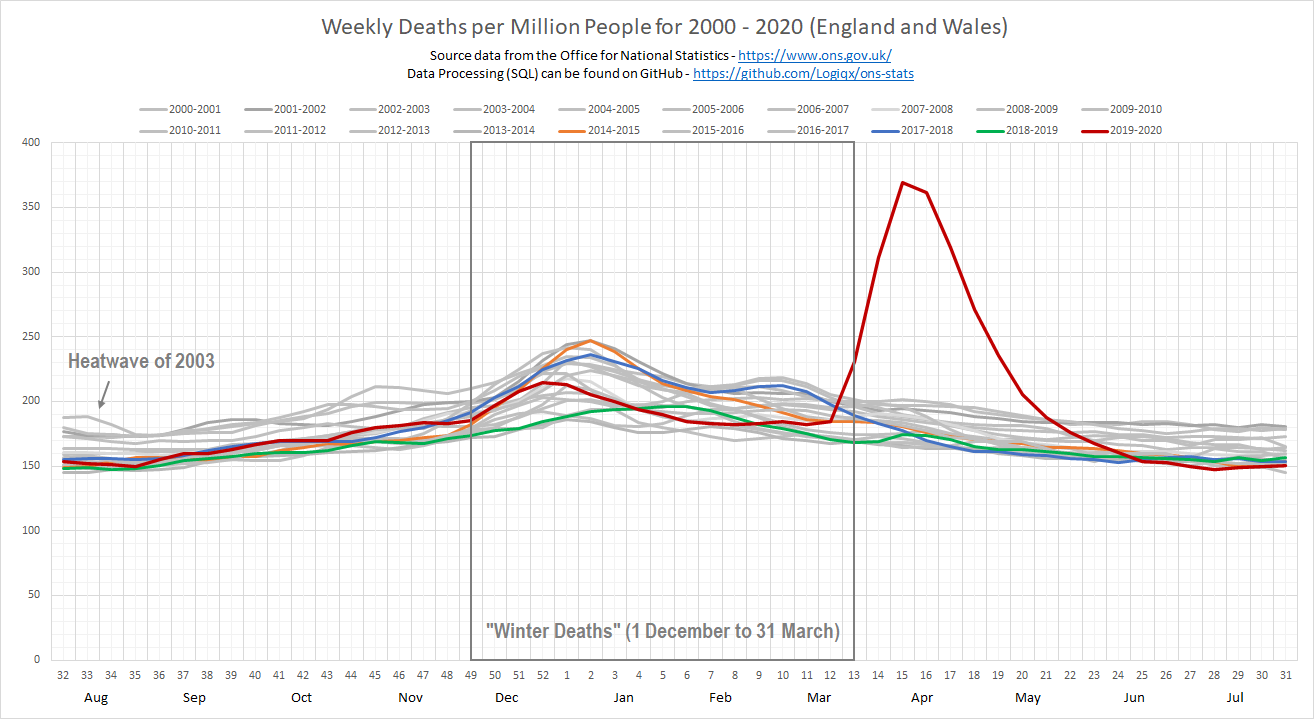 Weekly Deaths per Million People for 2000 - 2020 (England and Wales)
Source data from the Office for National Statistics - https://www.ons.gov.uk/
Data Processing (SQL) can be found on GitHub - https://github.com/Logiqx/ons-stats
2000-2001 2001-2002 2002-2003 2003-2004 2004-2005 2005-2006 2006-2007 2007-2008 2008-2009 2009-2010
2010-2011 2011-2012 2012-2013 2013-2014 2014-2015 2015-2016 2016-2017 2017-2018 2018-2019 2019-2020
400
350
300
250
Heatwave of 2003
200
150
100
50
"Winter Deaths" (1 December to 31 March)
0
32 33 34 35 36 37 38 39 40 41 42 43 44 45 46 47 48 49 50 51 52 1 2 3 4 5 6 7 8 9 10 11 12 13 14 15 16 17 18 19 20 21 22 23 24 25 26 27 28 29 30 31
Aug Sep Oct Nov Dec Jan Feb Mar Apr May Jun Jul